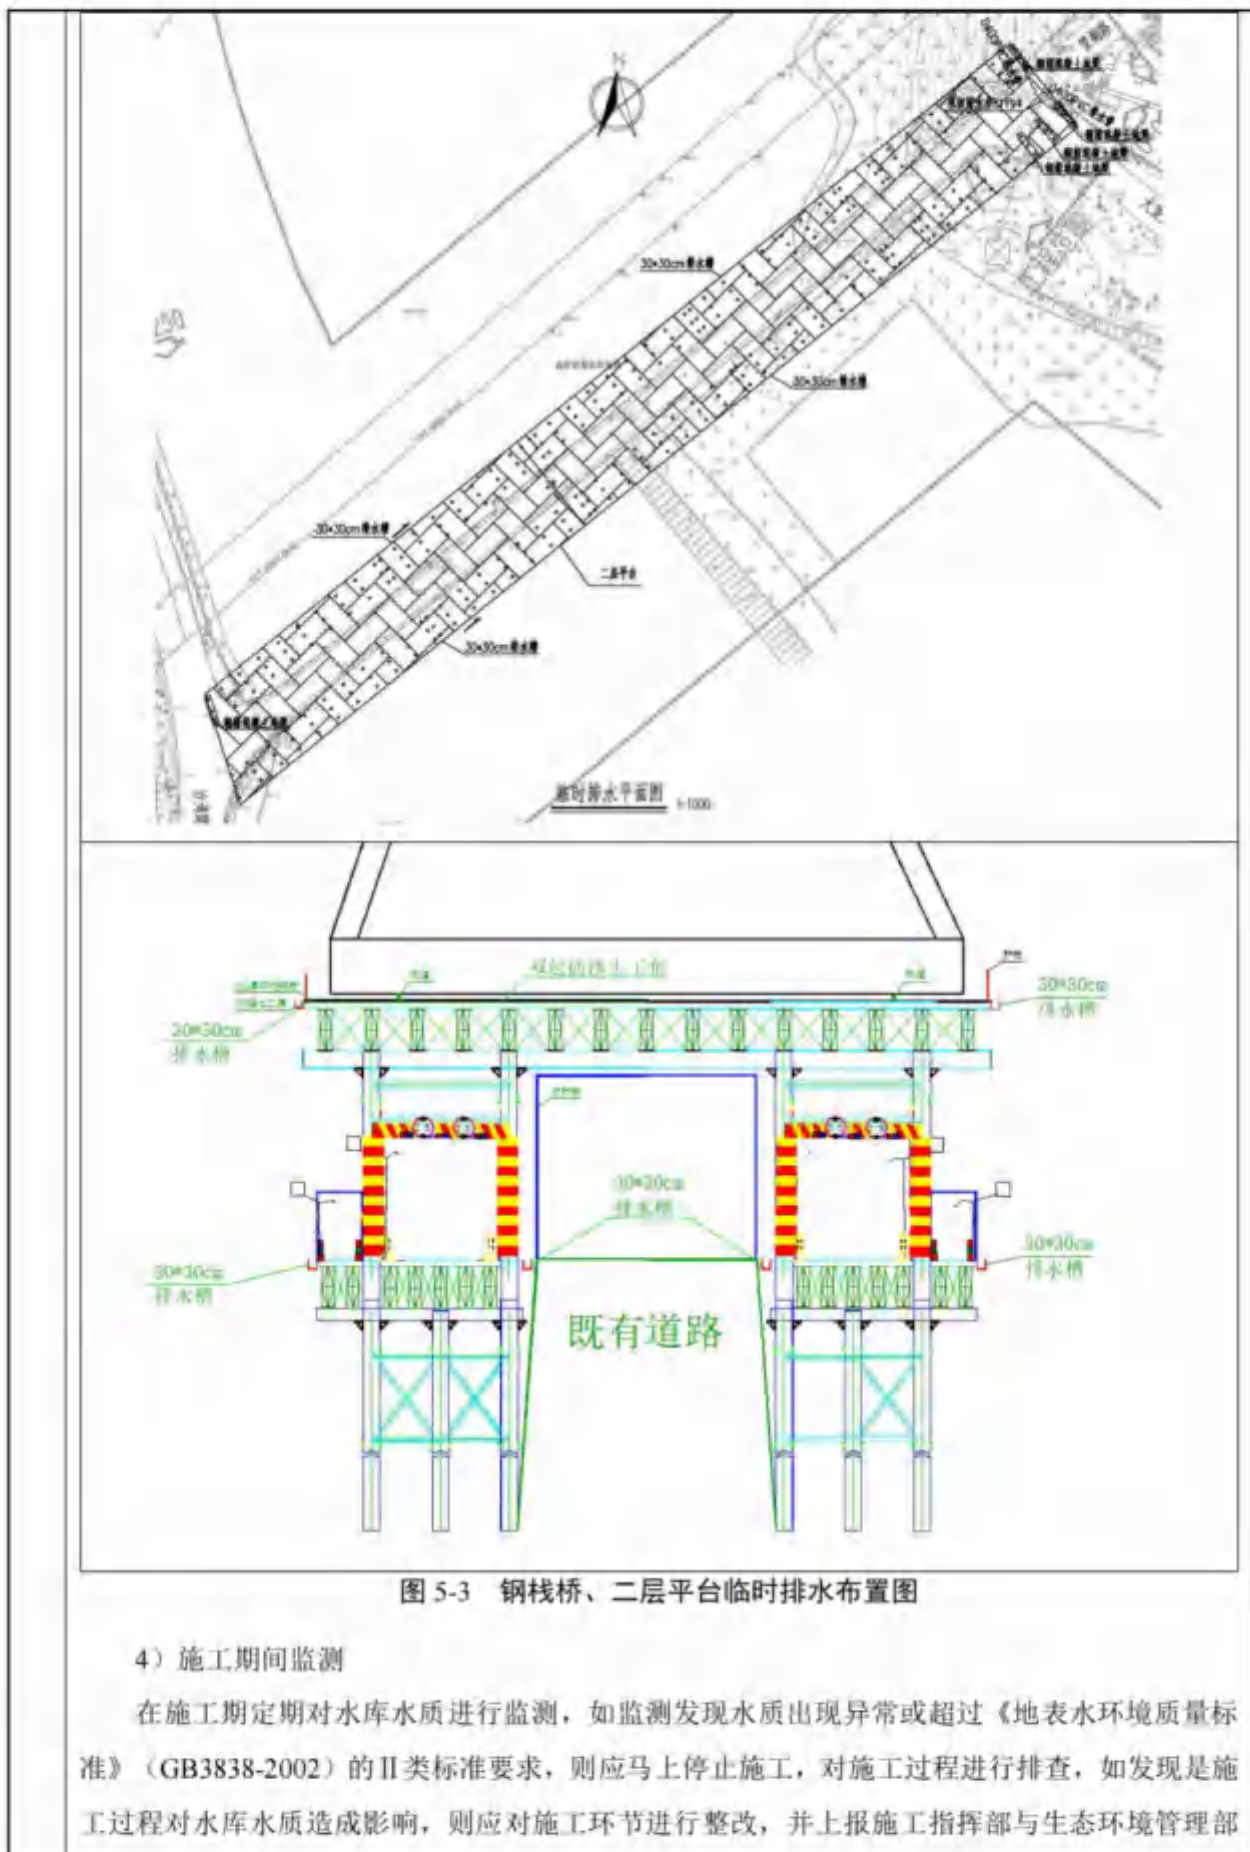 N
30*30cm排水槽
30*30cm排水槽
30*30cm排水槽
二层平台
30*30cm排水槽
临时排水平面图 1:1000
30*30cm
排水槽
30*30cm
排水槽
30*30cm
排水槽
30*30cm
排水槽
30*30cm
排水槽
既有道路
图 5-3 钢栈桥、二层平台临时排水布置图
4）施工期间监测
在施工期定期对水库水质进行监测，如监测发现水质出现异常或超过《地表水环境质量标
准》（GB3838-2002）的Ⅱ类标准要求，则应马上停止施工，对施工过程进行排查，如发现是施
工过程对水库水质造成影响，则应对施工环节进行整改，并上报施工指挥部与生态环境管理部